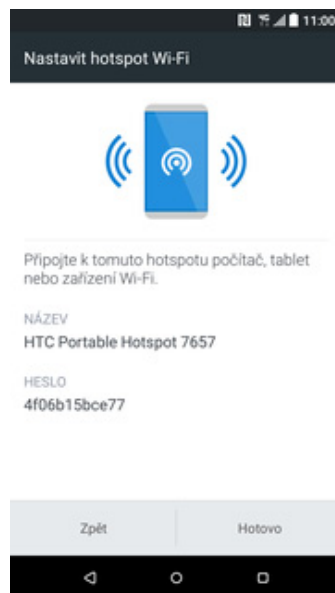 11:00
Nastavit hotspot Wi-Fi
Připojte k tomuto hotspotu počítač, tablet
nebo zařízení Wi-Fi.
NÁZEV
HTC Portable Hotspot 7657
HESLO
4f06b15bce77
Zpět
Hotovo